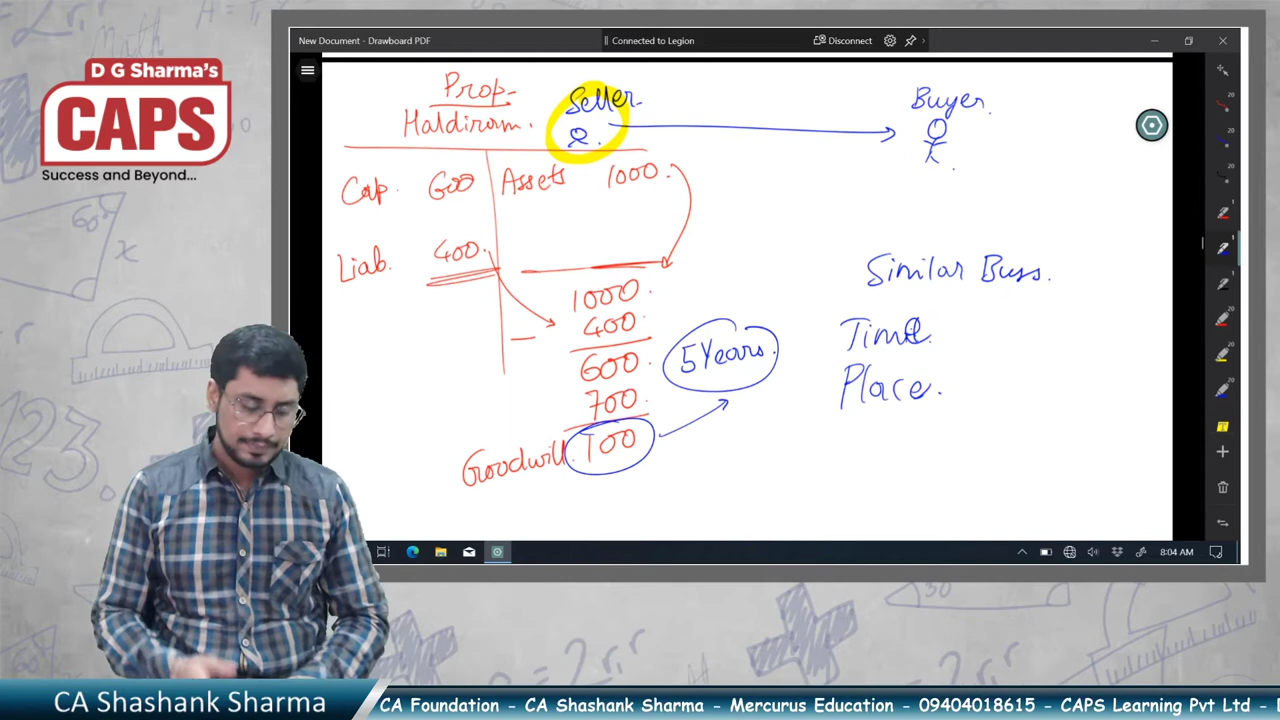 D G Sharma's
CAPS
Success and Beyond...
New Document - Drawboard PDF
Connected to Legion
Disconnect
Prop-
Haldiram.
Seller
Buyer.
Cap. 600 Assets 1000.
Liab. 400.
1000.
- 400.
600.
700.
Goodwill. 100
5 Years.
Similar Buss.
Time.
Place.
8:04 AM
CA Shashank Sharma
CA Foundation - CA Shashank Sharma - Mercurus Education - 09404018615 - CAPS Learning Pvt Ltd -